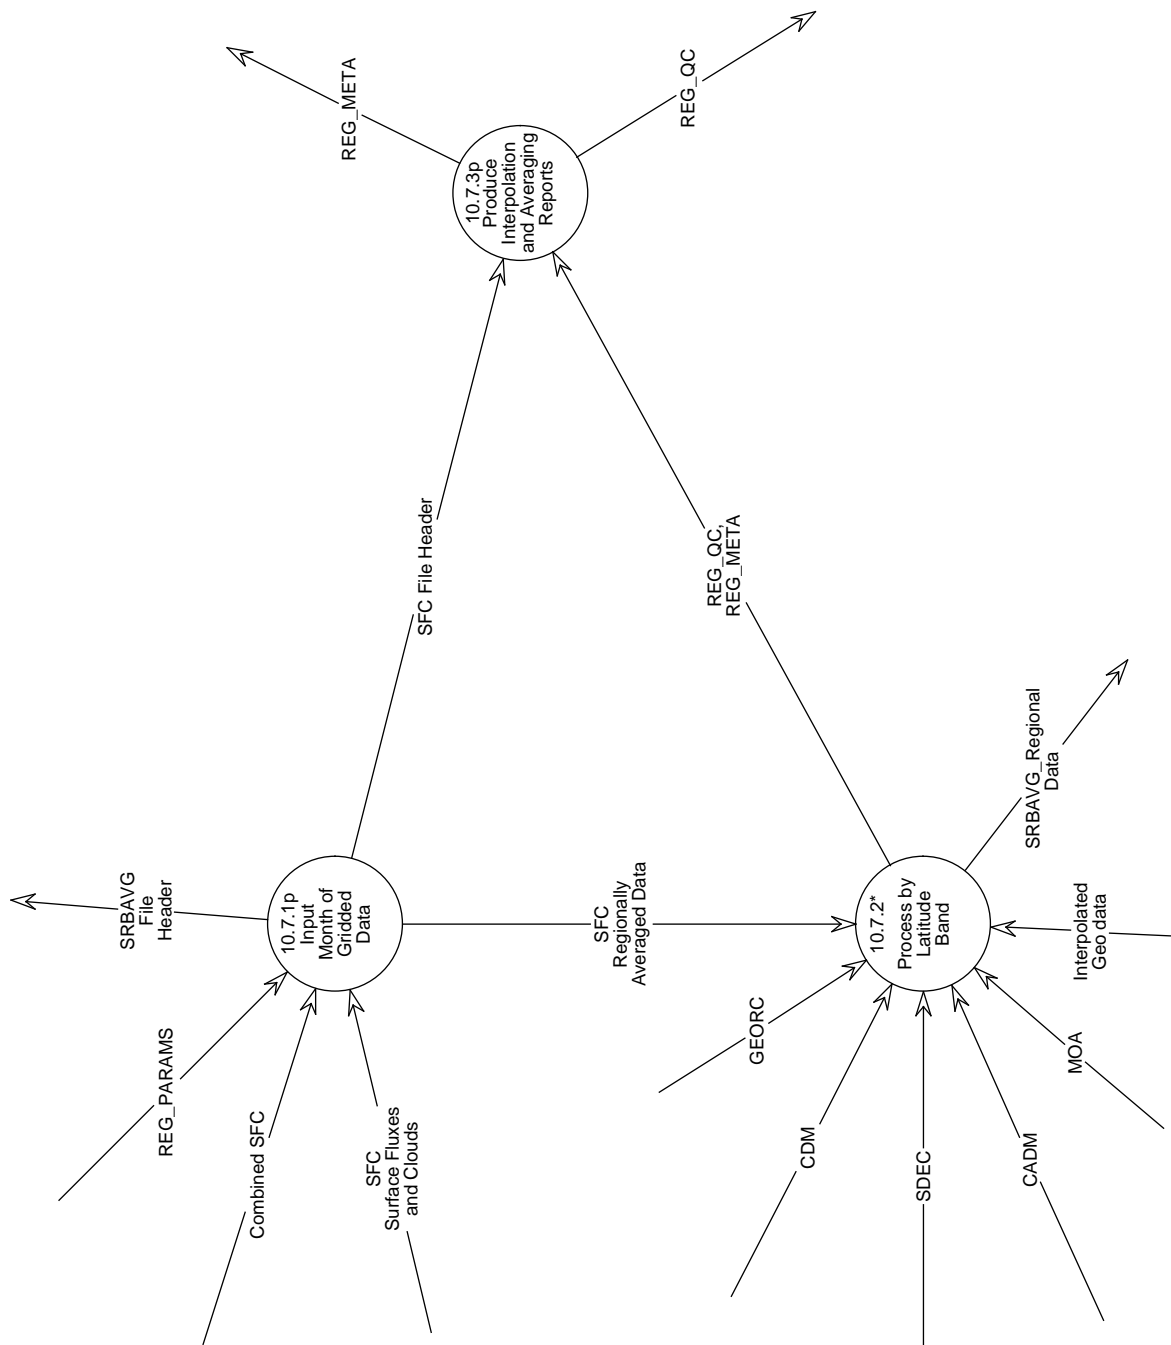 SRBAVG
File
Header
REG_PARAMS
Combined SFC
10.7.1p
Input
Month of
Gridded
Data
REG_META
SFC
Surface Fluxes
and Clouds
SFC File Header
10.7.3p
Produce
Interpolation
and Averaging
Reports
SFC
Regionally
Averaged Data
REG_QC
REG_QC,
REG_META
GEORC
CDM
10.7.2*
Process by
Latitude
Band
SDEC
CADM
SRBAVG_Regional
Data
MOA
Interpolated
Geo data